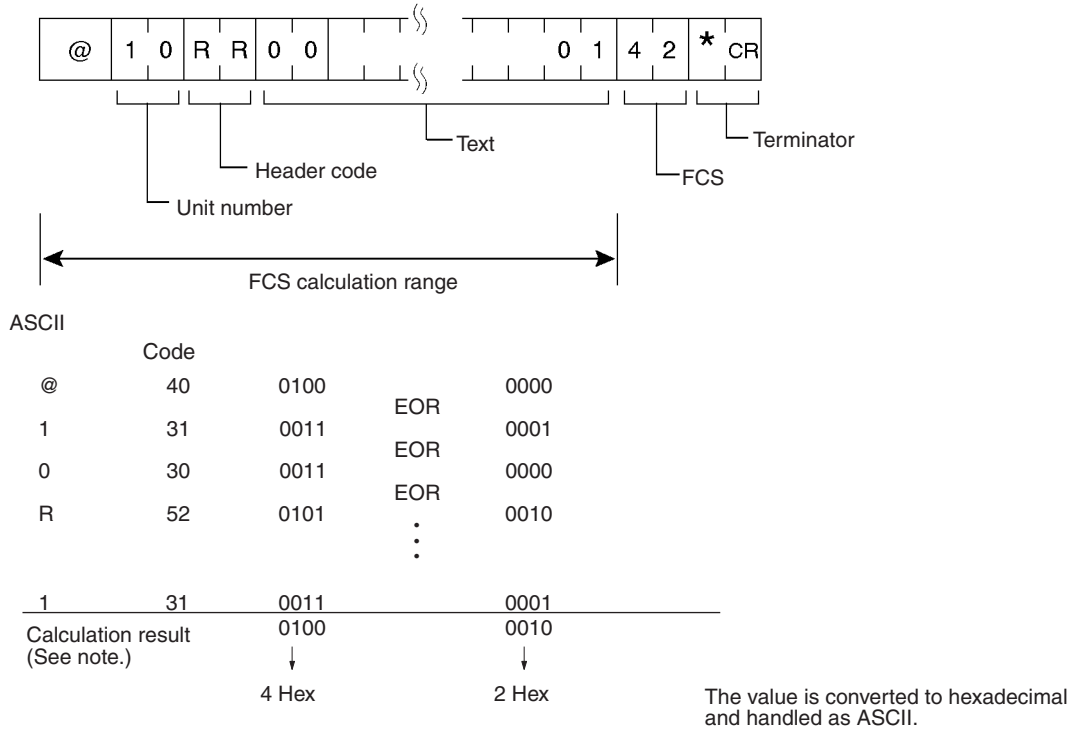 @ 1 0 R R 0 0 0 1 4 2 * CR
Text
Terminator
Header code
FCS
Unit number
FCS calculation range
ASCII
Code
@ 40 0100 0000
EOR
1 31 0011 0001
EOR
0 30 0011 0000
EOR
R 52 0101 0010
1 31 0011 0001
Calculation result 0100 0010
(See note.)
4 Hex 2 Hex
The value is converted to hexadecimal
and handled as ASCII.